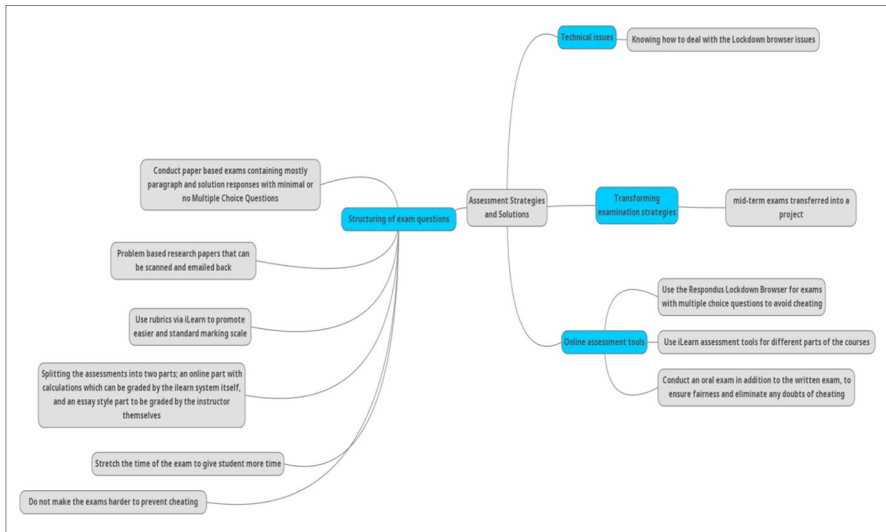 Technical issues
Knowing how to deal with the Lockdown browser issues
Conduct paper based exams containing mostly
paragraph and solution responses with minimal or
no Multiple Choice Questions
Structuring of exam questions
Assessment Strategies
and Solutions
Transforming
examination strategies
mid-term exams transferred into a
project
Problem based research papers that can
be scanned and emailed back
Use rubrics via iLearn to promote
easier and standard marking scale
Splitting the assessments into two parts; an online part with
calculations which can be graded by the ilearn system itself,
and an essay style part to be graded by the instructor
themselves
Stretch the time of the exam to give student more time
Do not make the exams harder to prevent cheating
Online assessment tools
Use the Respondus Lockdown Browser for exams
with multiple choice questions to avoid cheating
Use iLearn assessment tools for different parts of the courses
Conduct an oral exam in addition to the written exam, to
ensure fairness and eliminate any doubts of cheating